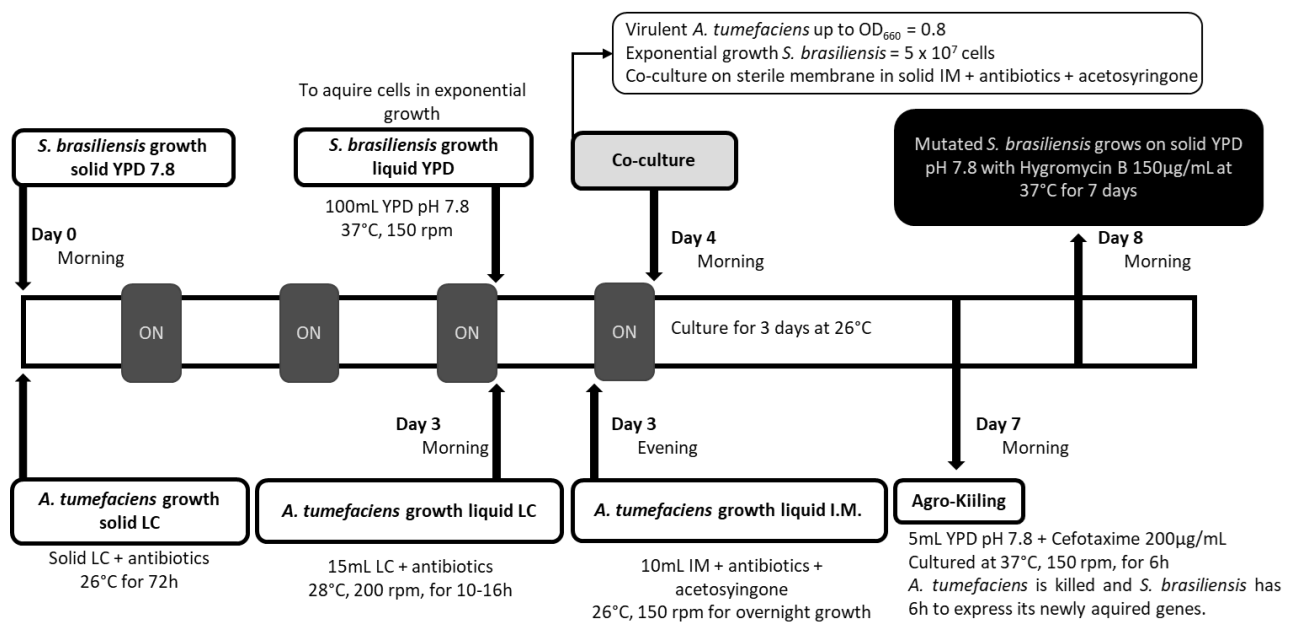 Virulent A. tumefaciens up to OD660 = 0.8
Exponential growth S. brasiliensis = 5 x 10⁷ cells
Co-culture on sterile membrane in solid IM + antibiotics + acetosyringone
To aquire cells in exponential
growth
S. brasiliensis growth
solid YPD 7.8
S. brasiliensis growth
liquid YPD
Co-culture
Mutated S. brasiliensis grows on solid YPD
pH 7.8 with Hygromycin B 150µg/mL at
37°C for 7 days
100mL YPD pH 7.8
37°C, 150 rpm
Day 0
Morning
Day 4
Morning
Day 8
Morning
ON
ON
ON
ON
Culture for 3 days at 26°C
Day 3
Morning
Day 3
Evening
Day 7
Morning
A. tumefaciens growth
solid LC
A. tumefaciens growth liquid LC
A. tumefaciens growth liquid I.M.
Agro-Kiiling
Solid LC + antibiotics
26°C for 72h
15mL LC + antibiotics
28°C, 200 rpm, for 10-16h
10mL IM + antibiotics +
acetosyingone
26°C, 150 rpm for overnight growth
5mL YPD pH 7.8 + Cefotaxime 200µg/mL
Cultured at 37°C, 150 rpm, for 6h
A. tumefaciens is killed and S. brasiliensis has
6h to express its newly aquired genes.